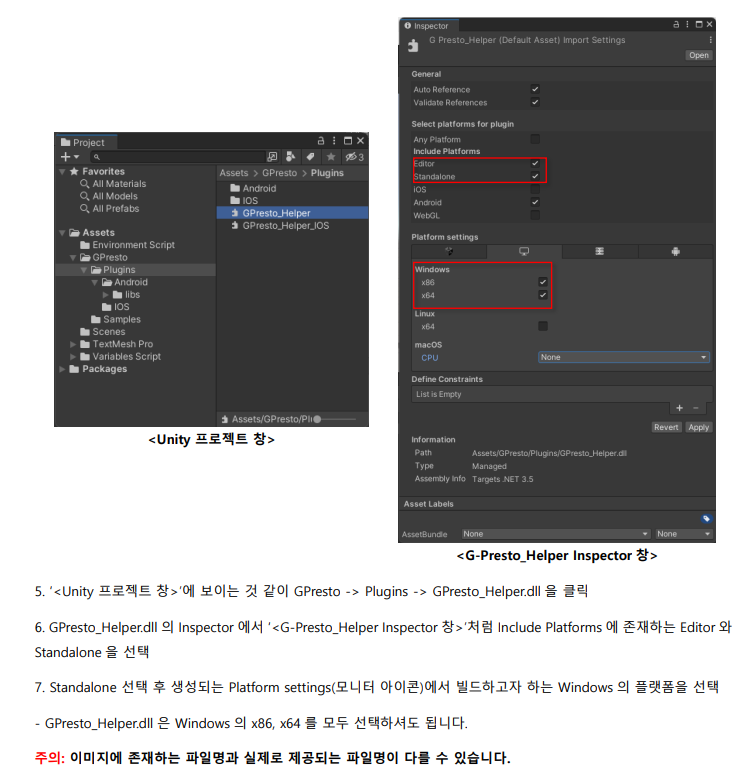 Project
3
Favorites
All Materials
All Models
All Prefabs
Assets
Environment Script
GPresto
Plugins
Android
libs
IOS
Samples
Scenes
TextMesh Pro
Variables Script
Packages
Assets > GPresto > Plugins
Android
IOS
GPresto_Helper
GPresto_Helper_IOS
Assets/GPresto/Plu
<Unity 프로젝트 창>
Inspector
G Presto_Helper (Default Asset) Import Settings
Open
General
Auto Reference
Validate References
Select platforms for plugin
Any Platform
Include Platforms
Editor
Standalone
iOS
Android
WebGL
Platform settings
Windows
x86
x64
Linux
x64
macOS
CPU None
Define Constraints
List is Empty
Revert Apply
Information
Path Assets/GPresto/Plugins/GPresto_Helper.dll
Type Managed
Assembly Info Targets .NET 3.5
Asset Labels
AssetBundle None None
<G-Presto_Helper Inspector 창>
5. '<Unity 프로젝트 창>'에 보이는 것 같이 GPresto -> Plugins -> GPresto_Helper.dll 을 클릭
6. GPresto_Helper.dll 의 Inspector 에서 '<G-Presto_Helper Inspector 창>'처럼 Include Platforms 에 존재하는 Editor 와
Standalone 을 선택
7. Standalone 선택 후 생성되는 Platform settings(모니터 아이콘)에서 빌드하고자 하는 Windows 의 플랫폼을 선택
- GPresto_Helper.dll 은 Windows 의 x86, x64 를 모두 선택하셔도 됩니다.
주의: 이미지에 존재하는 파일명과 실제로 제공되는 파일명이 다를 수 있습니다.